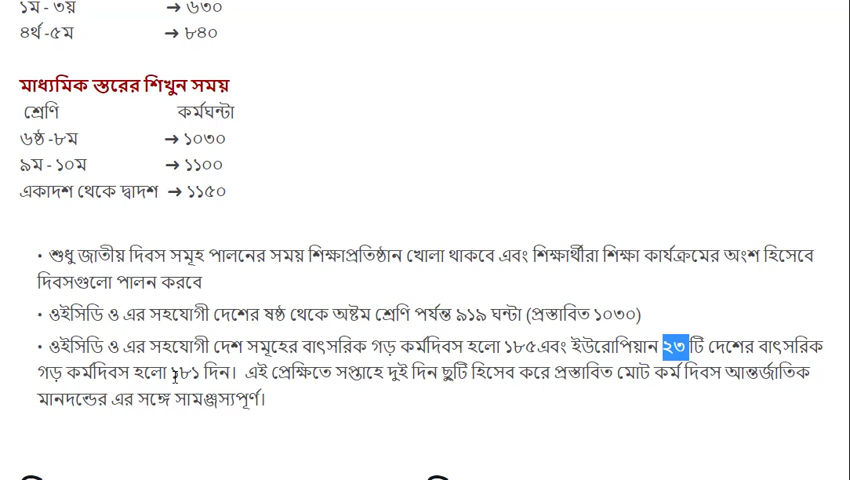 ১ম - ৩য় ➔ ৬৩০
৪র্থ -৫ম ➔ ৮৪০
মাধ্যমিক স্তরের শিখুন সময়
শ্রেণি কর্মঘন্টা
৬ষ্ঠ -৮ম ➔ ১০৩০
৯ম - ১০ম ➔ ১১০০
একাদশ থেকে দ্বাদশ ➔ ১১৫০
• শুধু জাতীয় দিবস সমূহ পালনের সময় শিক্ষাপ্রতিষ্ঠান খোলা থাকবে এবং শিক্ষার্থীরা শিক্ষা কার্যক্রমের অংশ হিসেবে
দিবসগুলো পালন করবে
• ওইসিডি ও এর সহযোগী দেশের ষষ্ঠ থেকে অষ্টম শ্রেণি পর্যন্ত ৯১৯ ঘন্টা (প্রস্তাবিত ১০৩০)
• ওইসিডি ও এর সহযোগী দেশ সমূহের বাৎসরিক গড় কর্মদিবস হলো ১৮৫এবং ইউরোপিয়ান ২৩টি দেশের বাৎসরিক
গড় কর্মদিবস হলো ১৮১ দিন। এই প্রেক্ষিতে সপ্তাহে দুই দিন ছুটি হিসেব করে প্রস্তাবিত মোট কর্ম দিবস আন্তর্জাতিক
মানদন্ডের এর সঙ্গে সামঞ্জস্যপূর্ণ।